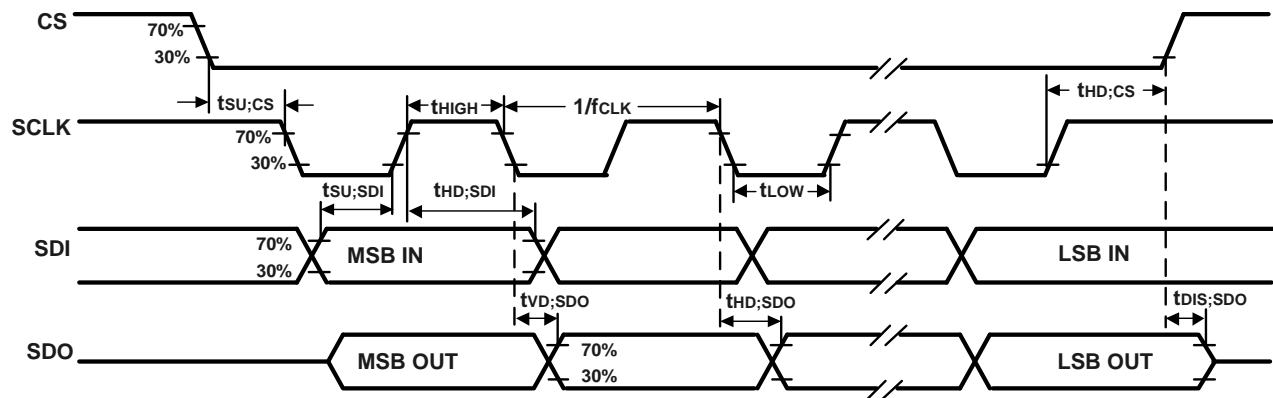 CS
70%
30%
tSU;CS
tHIGH
1/fCLK
tHD;CS
SCLK
70%
30%
tSU;SDI
tHD;SDI
tLOW
SDI
70%
30%
MSB IN
LSB IN
tVD;SDO
tHD;SDO
tDIS;SDO
SDO
MSB OUT
70%
30%
LSB OUT